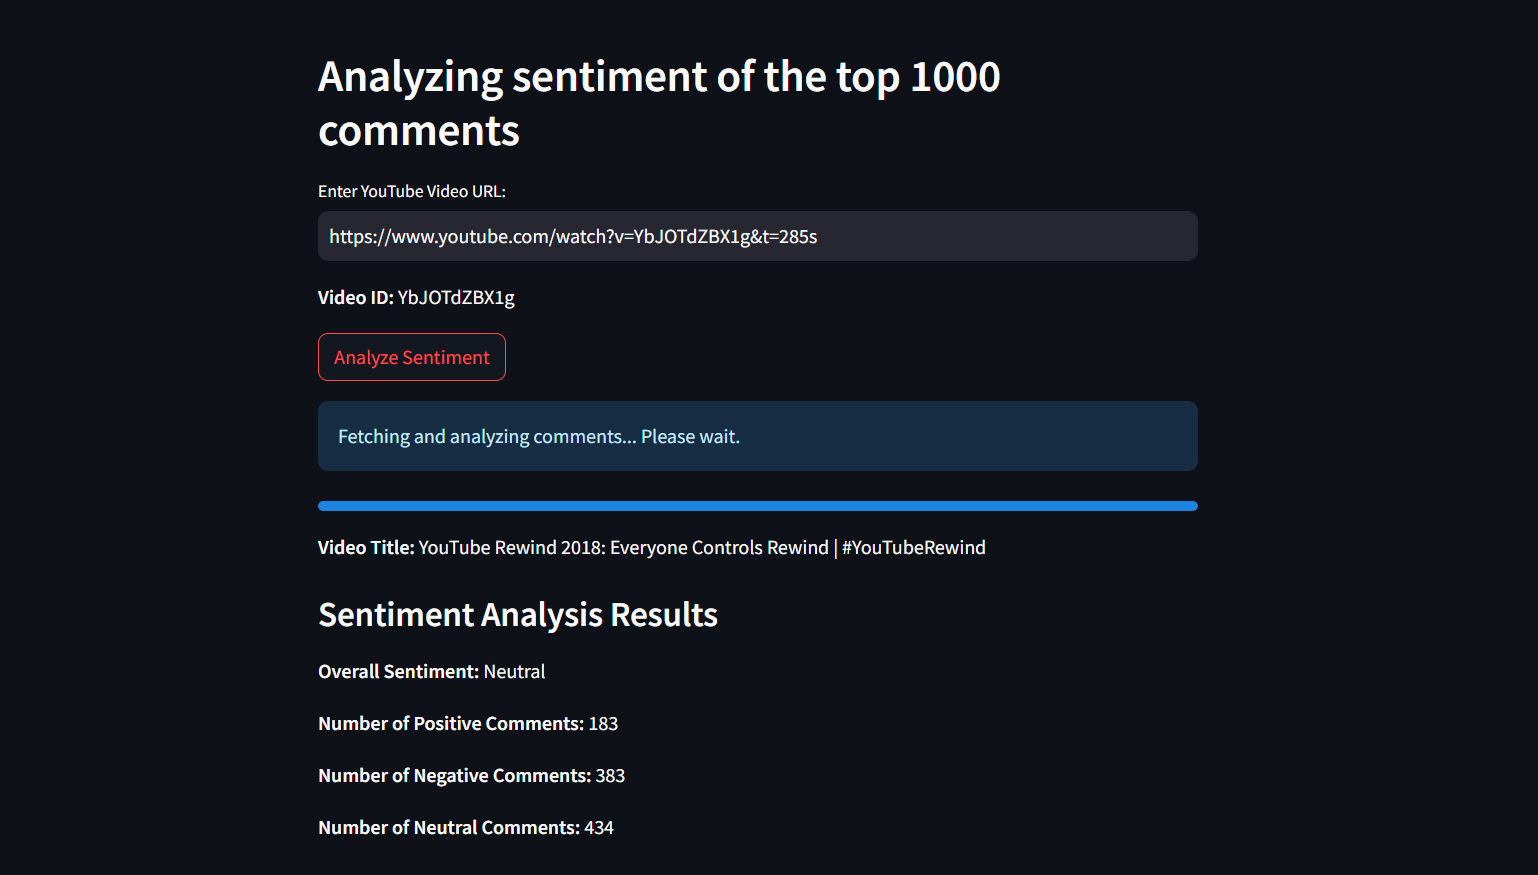 Analyzing sentiment of the top 1000
comments
Enter YouTube Video URL:
https://www.youtube.com/watch?v=YbJOTdZBX1g&t=285s
Video ID: YbJOTdZBX1g
Analyze Sentiment
Fetching and analyzing comments... Please wait.
Video Title: YouTube Rewind 2018: Everyone Controls Rewind | #YouTubeRewind
Sentiment Analysis Results
Overall Sentiment: Neutral
Number of Positive Comments: 183
Number of Negative Comments: 383
Number of Neutral Comments: 434